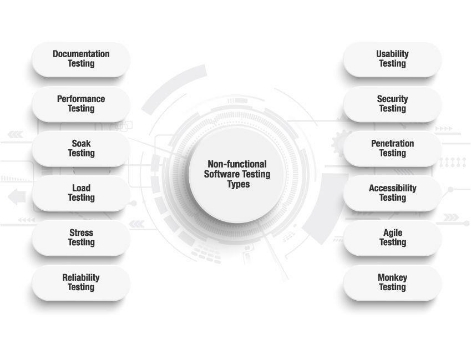 Documentation
Testing
Performance
Testing
Soak
Testing
Load
Testing
Stress
Testing
Reliability
Testing
Non-functional
Software Testing
Types
Usability
Testing
Security
Testing
Penetration
Testing
Accessibility
Testing
Agile
Testing
Monkey
Testing